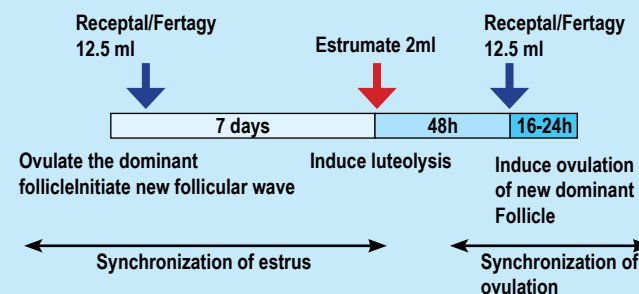 Receptal/Fertagy
12.5 ml
Estrumate 2ml
Receptal/Fertagy
12.5 ml
7 days
48h
16-24h
Ovulate the dominant
follicleInitiate new follicular wave
Induce luteolysis
Induce ovulation
of new dominant
Follicle
Synchronization of estrus
Synchronization of
ovulation